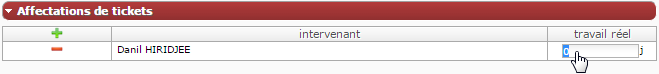 Affectations de tickets
intervenant travail réel
Danil HIRIDJEE 0 j